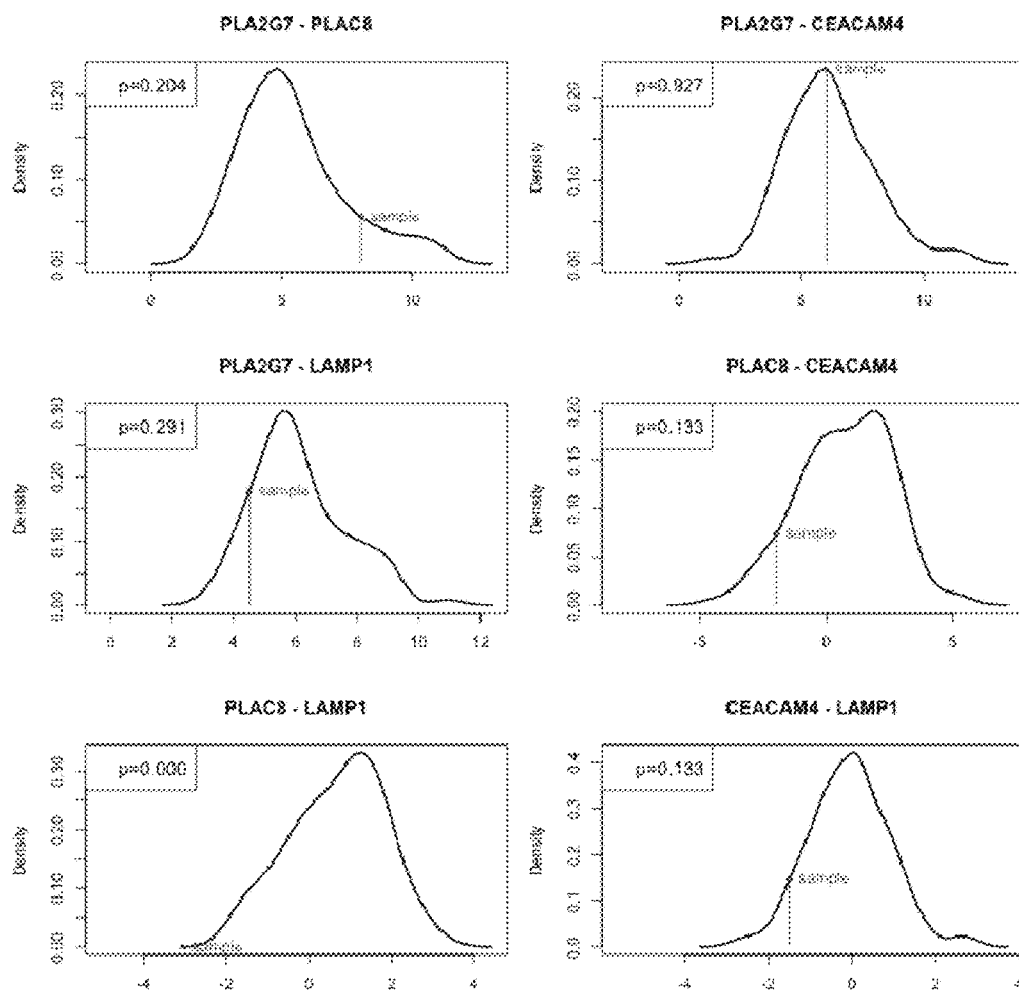 PLA2G7 - PLAC8
p=0.204
sample
Density
0.00 0.10 0.20
0 5 10
PLA2G7 - CEACAM4
p=0.927
sample
Density
0.00 0.10 0.20
0 5 10
PLA2G7 - LAMP1
p=0.291
sample
Density
0.00 0.10 0.20 0.30
0 2 4 6 8 10 12
PLAC8 - CEACAM4
p=0.133
sample
Density
0.00 0.05 0.10 0.15 0.20
-5 0 5
PLAC8 - LAMP1
p=0.000
sample
Density
0.00 0.10 0.20 0.30
-4 -2 0 2 4
CEACAM4 - LAMP1
p=0.133
sample
Density
0.0 0.1 0.2 0.3 0.4
-4 -2 0 2 4